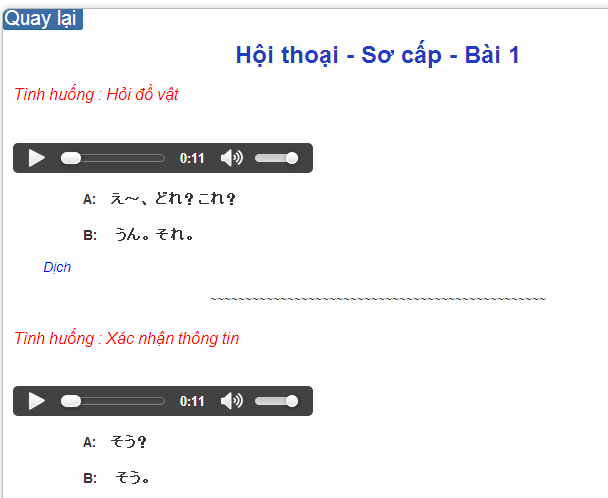 Quay lại
Hội thoại - Sơ cấp - Bài 1
Tình huống : Hỏi đồ vật
0:11
A: え～、どれ？これ？
B: うん。それ。
Dịch
~~~~~~~~~~~~~~~~~~~~~~~~~~~~~~~~~~~~~~~~~~~~~~~~
Tình huống : Xác nhận thông tin
0:11
A: そう？
B: そう。